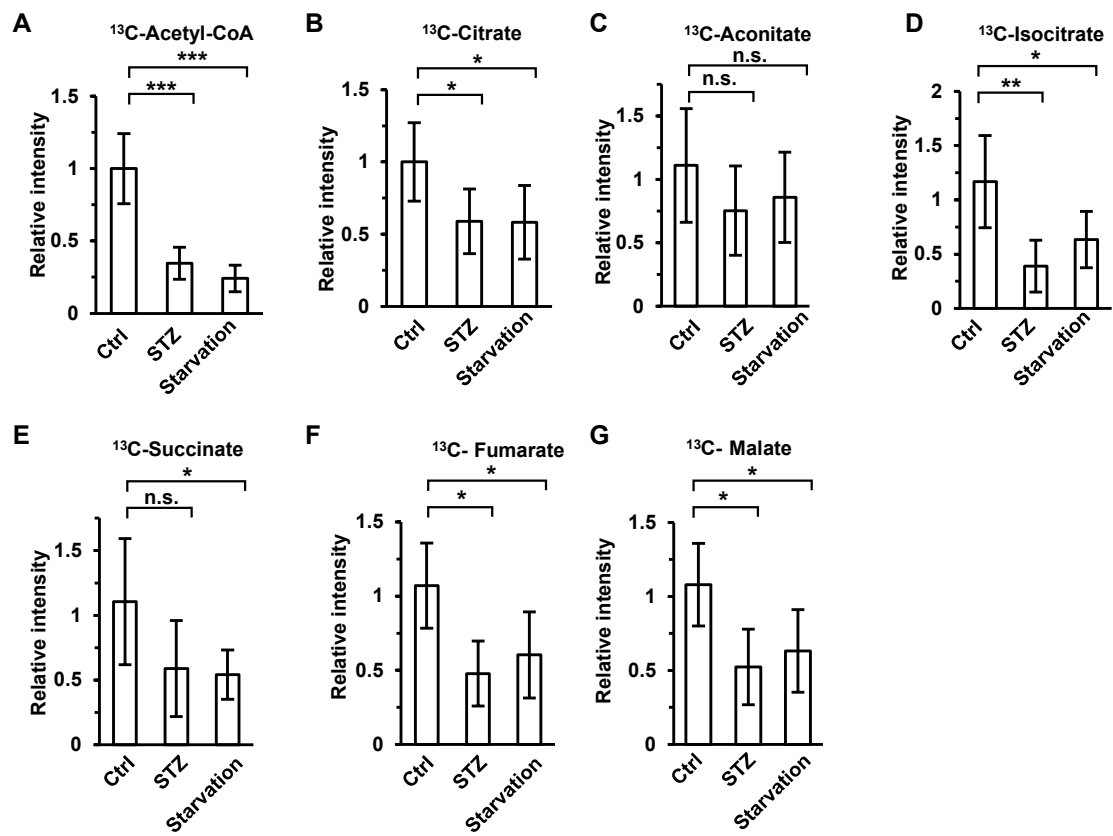 A
¹³C-Acetyl-CoA
***
***
Relative intensity
1.5
1
0.5
0
Ctrl
STZ
Starvation
B
¹³C-Citrate
*
*
Relative intensity
1.5
1
0.5
0
Ctrl
STZ
Starvation
C
¹³C-Aconitate
n.s.
n.s.
Relative intensity
1.5
1
0.5
0
Ctrl
STZ
Starvation
D
¹³C-Isocitrate
*
**
Relative intensity
2
1.5
1
0.5
0
Ctrl
STZ
Starvation
E
¹³C-Succinate
*
n.s.
Relative intensity
1.5
1
0.5
0
Ctrl
STZ
Starvation
F
¹³C- Fumarate
*
*
Relative intensity
1.5
1
0.5
0
Ctrl
STZ
Starvation
G
¹³C- Malate
*
*
Relative intensity
1.5
1
0.5
0
Ctrl
STZ
Starvation